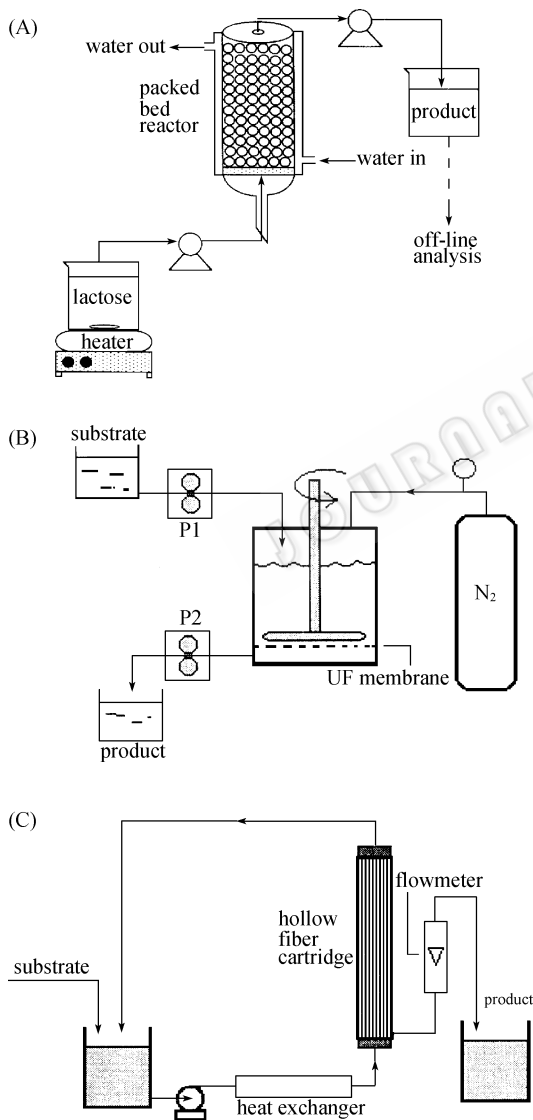 (A)
water out
packed
bed
reactor
product
water in
off-line
analysis
lactose
heater
(B)
substrate
P1
N₂
P2
UF membrane
product
(C)
flowmeter
hollow
fiber
cartridge
substrate
product
heat exchanger